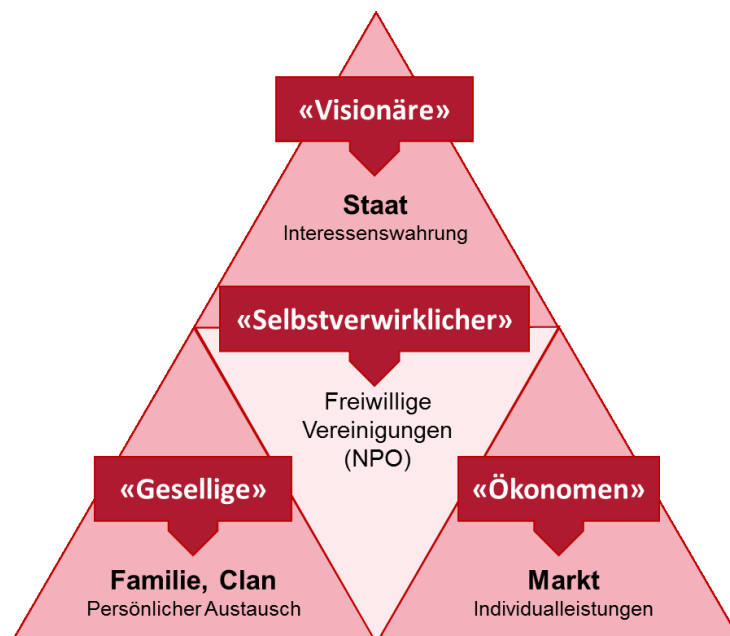 «Visionäre»
Staat
Interessenswahrung
«Selbstverwirklicher»
Freiwillige
Vereinigungen
(NPO)
«Gesellige»
Familie, Clan
Persönlicher Austausch
«Ökonomen»
Markt
Individualleistungen